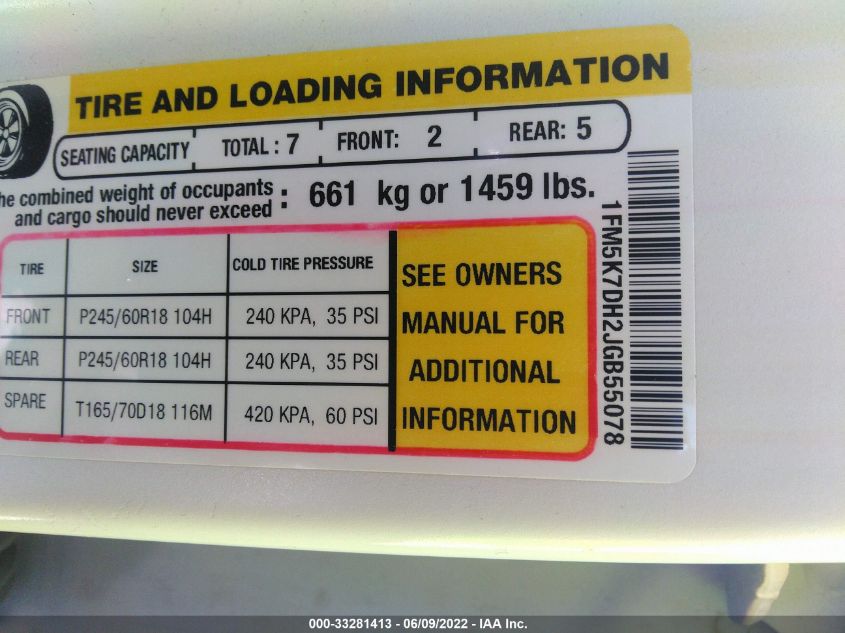 TIRE AND LOADING INFORMATION
SEATING CAPACITY TOTAL : 7 FRONT: 2 REAR: 5
he combined weight of occupants
and cargo should never exceed : 661 kg or 1459 lbs.
TIRE SIZE COLD TIRE PRESSURE
FRONT P245/60R18 104H 240 KPA, 35 PSI
REAR P245/60R18 104H 240 KPA, 35 PSI
SPARE T165/70D18 116M 420 KPA, 60 PSI
SEE OWNERS
MANUAL FOR
ADDITIONAL
INFORMATION
1FM5K7DH2JGB55078
000-33281413 - 06/09/2022 - IAA Inc.